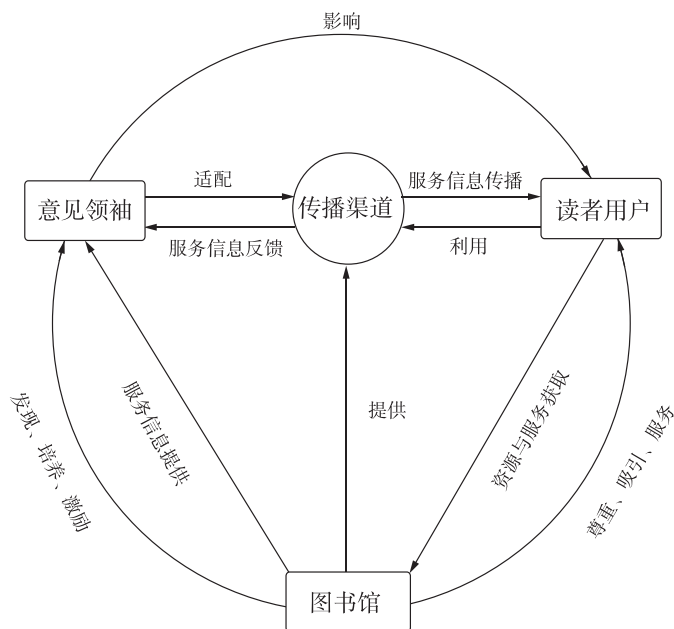 影响
适配
服务信息传播
意见领袖
传播渠道
读者用户
服务信息反馈
利用
发现、培养、激励
服务信息提供
提供
资源与服务获取
尊重、吸引、服务
图书馆